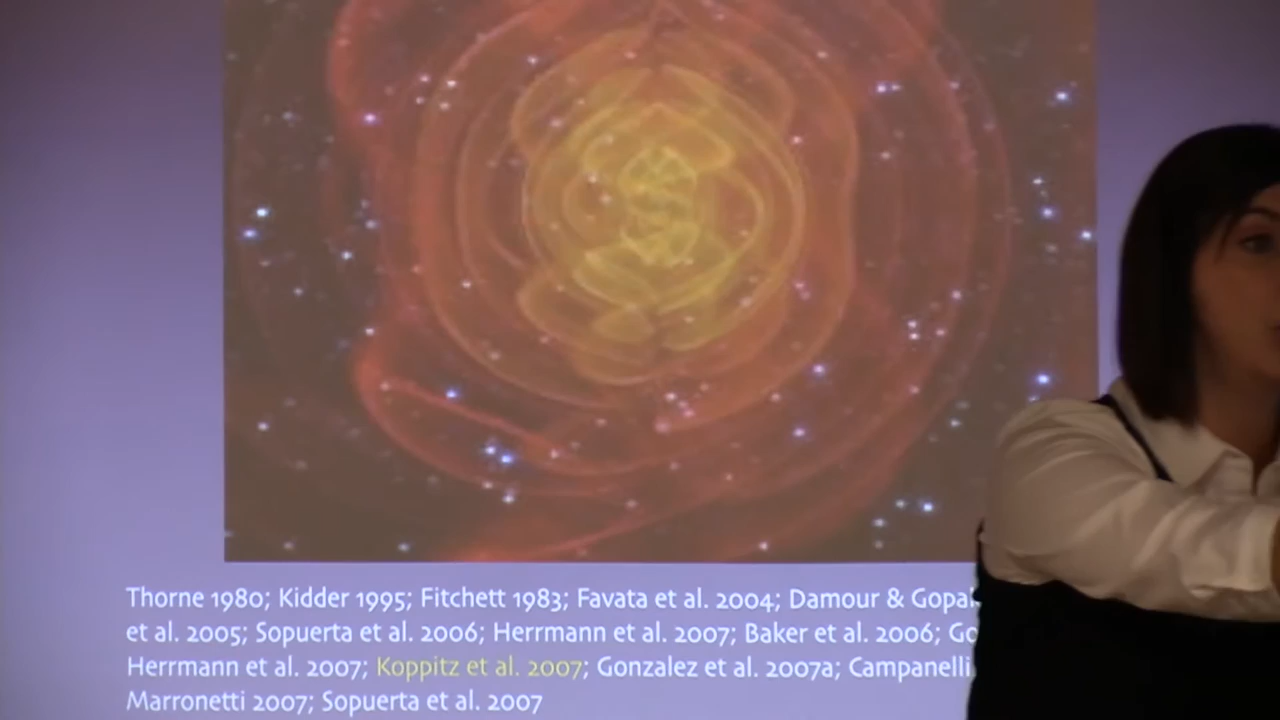 Thorne 1980; Kidder 1995; Fitchett 1983; Favata et al. 2004; Damour &
et al. 2005; Sopuerta et al. 2006; Herrmann et al. 2007; Baker et al. 2006;
Herrmann et al. 2007; Koppitz et al. 2007; Gonzalez et al. 2007a; Campanelli
Marronetti 2007; Sopuerta et al. 2007